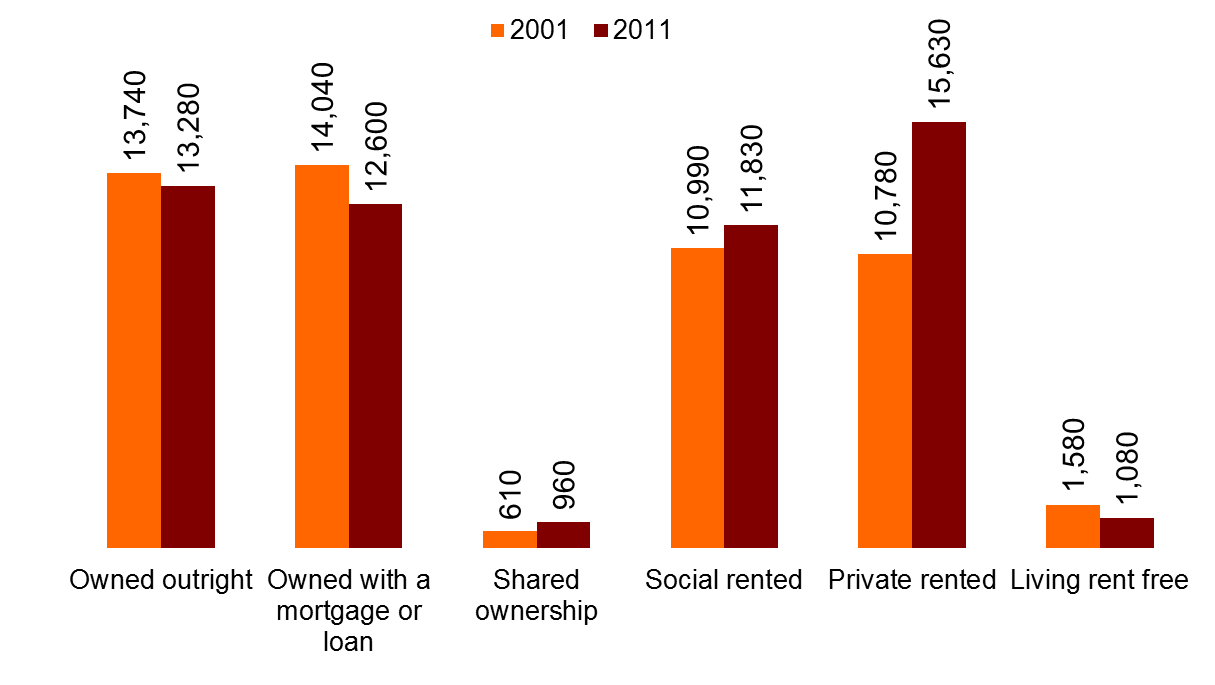 2001 2011
13,740
13,280
14,040
12,600
610
960
10,990
11,830
10,780
15,630
1,580
1,080
Owned outright
Owned with a
mortgage or
loan
Shared
ownership
Social rented
Private rented
Living rent free